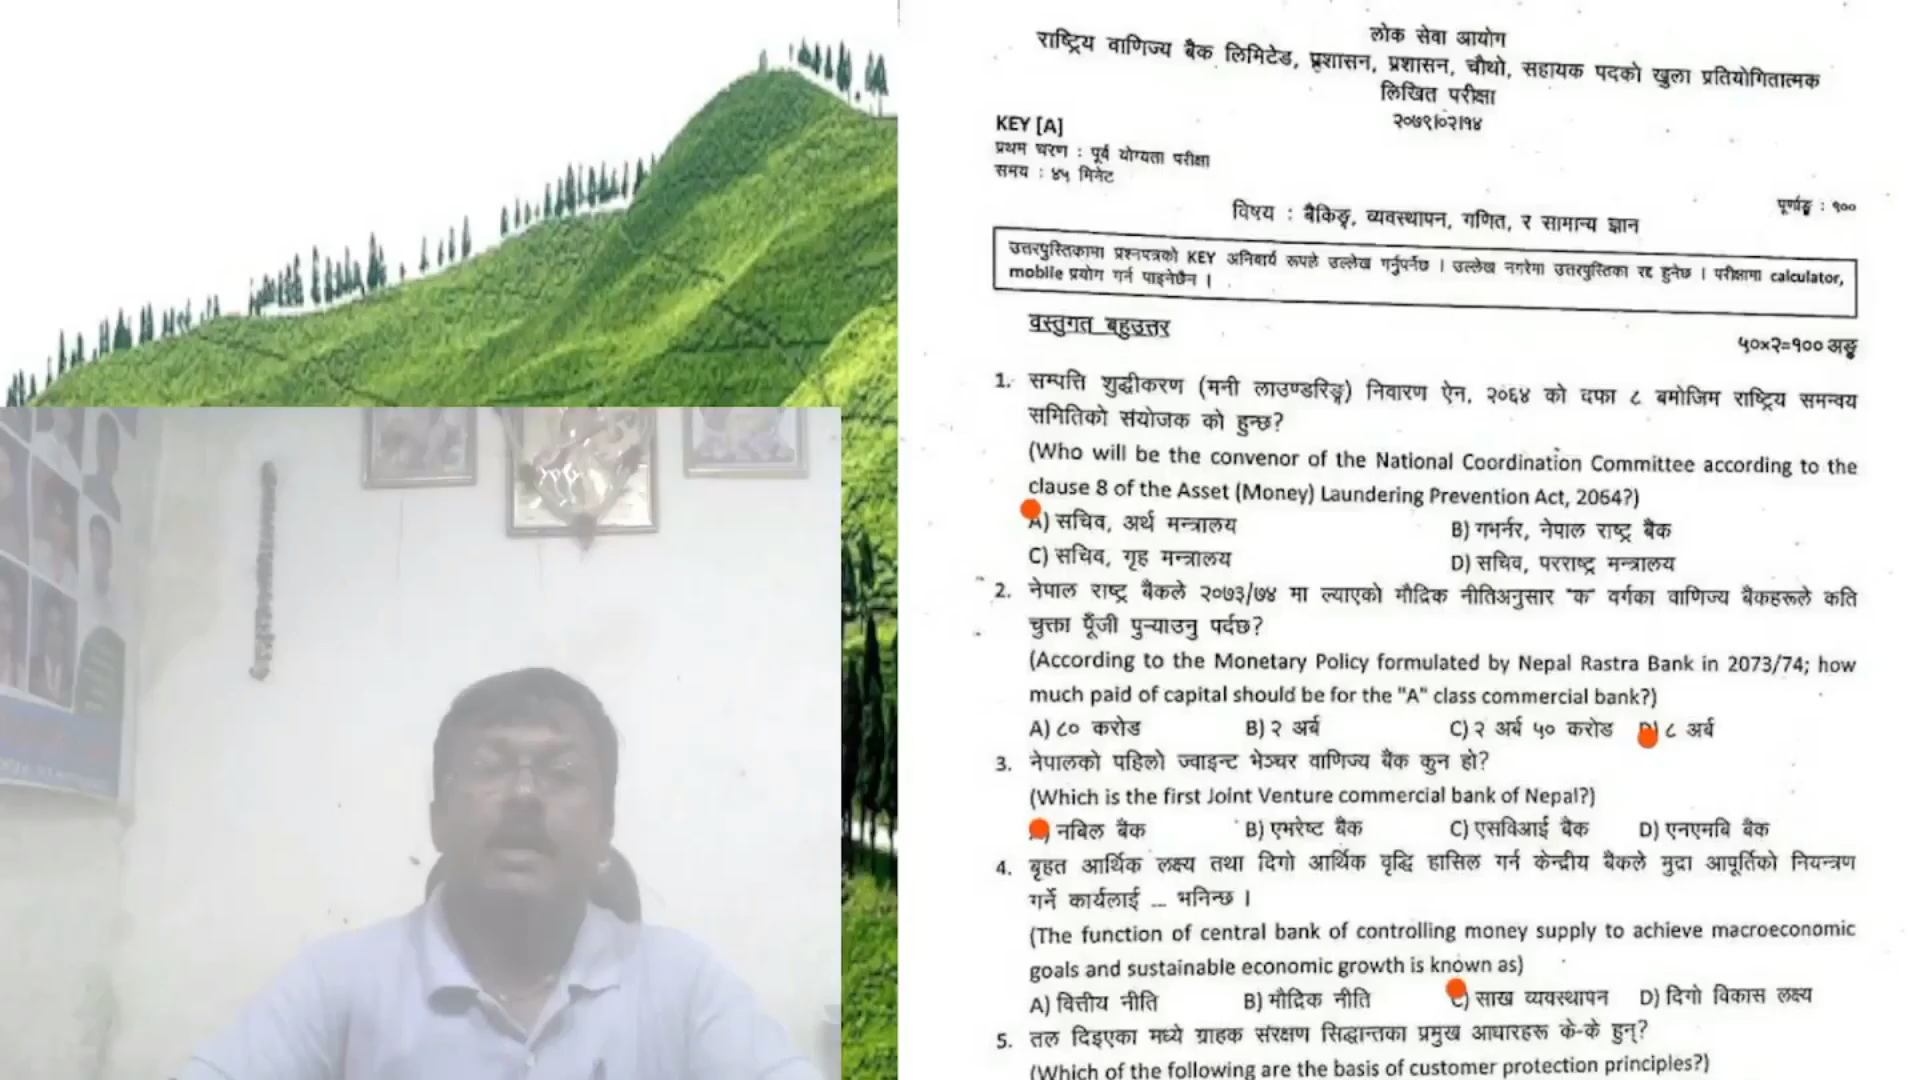 लोक सेवा आयोग
राष्ट्रिय वाणिज्य बैंक लिमिटेड, प्रशासन, प्रशासन, चौथो, सहायक पदको खुला प्रतियोगितात्मक
लिखित परीक्षा
२०७९।०२।१४
KEY [A]
प्रथम चरण : पूर्व योग्यता परीक्षा
समय : ४५ मिनेट
पूर्णाङ्क : १००
विषय : बैकिङ्ग, व्यवस्थापन, गणित, र सामान्य ज्ञान
उत्तरपुस्तिकामा प्रश्नपत्रको KEY अनिवार्य रूपले उल्लेख गर्नुपर्नेछ । उल्लेख नगरेमा उत्तरपुस्तिका रद्द हुनेछ । परीक्षामा calculator,
mobile प्रयोग गर्न पाइनेछैन ।
वस्तुगत बहुउत्तर
५०x२=१०० अङ्क
1. सम्पत्ति शुद्धीकरण (मनी लाउण्डरिङ्ग) निवारण ऐन, २०६४ को दफा ८ बमोजिम राष्ट्रिय समन्वय
समितिको संयोजक को हुन्छ?
(Who will be the convenor of the National Coordination Committee according to the
clause 8 of the Asset (Money) Laundering Prevention Act, 2064?)
A) सचिव, अर्थ मन्त्रालय B) गभर्नर, नेपाल राष्ट्र बैंक
C) सचिव, गृह मन्त्रालय D) सचिव, परराष्ट्र मन्त्रालय
2. नेपाल राष्ट्र बैंकले २०७३/७४ मा ल्याएको मौद्रिक नीतिअनुसार "क" वर्गका वाणिज्य बैंकहरूले कति
चुक्ता पूँजी पुऱ्याउनु पर्दछ?
(According to the Monetary Policy formulated by Nepal Rastra Bank in 2073/74; how
much paid of capital should be for the "A" class commercial bank?)
A) ८० करोड B) २ अर्ब C) २ अर्ब ५० करोड D) ८ अर्ब
3. नेपालको पहिलो ज्वाइन्ट भेञ्चर वाणिज्य बैंक कुन हो?
(Which is the first Joint Venture commercial bank of Nepal?)
नबिल बैंक B) एभरेष्ट बैंक C) एसविआई बैंक D) एनएमबि बैंक
4. बृहत आर्थिक लक्ष्य तथा दिगो आर्थिक वृद्धि हासिल गर्न केन्द्रीय बैंकले मुद्रा आपूर्तिको नियन्त्रण
गर्ने कार्यलाई ... भनिन्छ ।
(The function of central bank of controlling money supply to achieve macroeconomic
goals and sustainable economic growth is known as)
A) वित्तीय नीति B) मौद्रिक नीति C) साख व्यवस्थापन D) दिगो विकास लक्ष्य
5. तल दिइएका मध्ये ग्राहक संरक्षण सिद्धान्तका प्रमुख आधारहरू के-के हुन्?
(Which of the following are the basis of customer protection principles?)